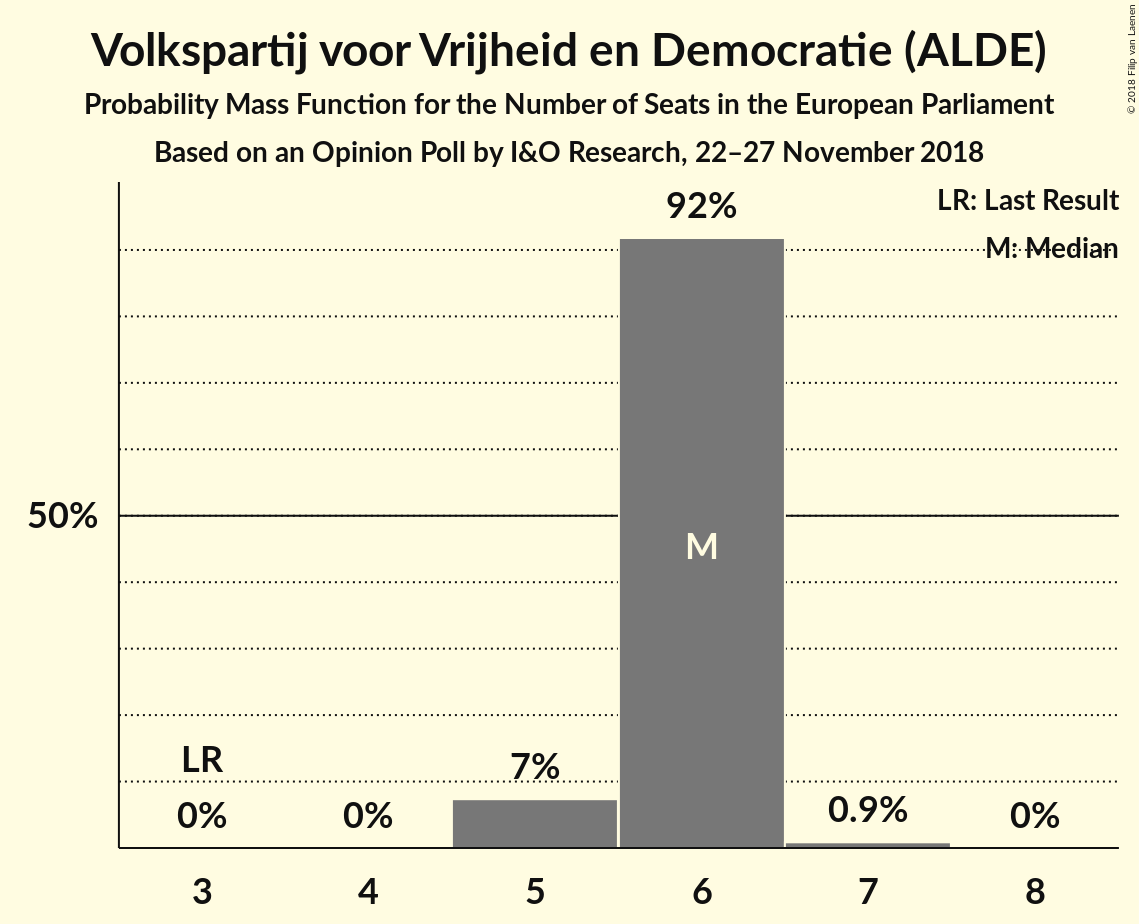 Volkspartij voor Vrijheid en Democratie (ALDE)
Probability Mass Function for the Number of Seats in the European Parliament
Based on an Opinion Poll by I&O Research, 22–27 November 2018
© 2018 Filip van Laenen
LR: Last Result
M: Median
92%
50%
M
LR
0%
0%
7%
0.9%
0%
3
4
5
6
7
8